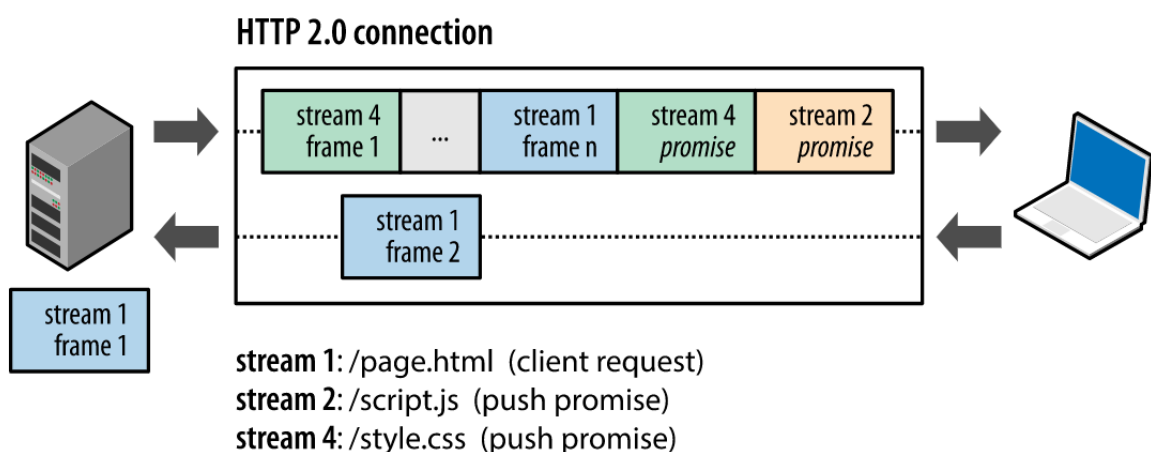 HTTP 2.0 connection
stream 4
frame 1
...
stream 1
frame n
stream 4
promise
stream 2
promise
stream 1
frame 2
stream 1
frame 1
stream 1: /page.html (client request)
stream 2: /script.js (push promise)
stream 4: /style.css (push promise)